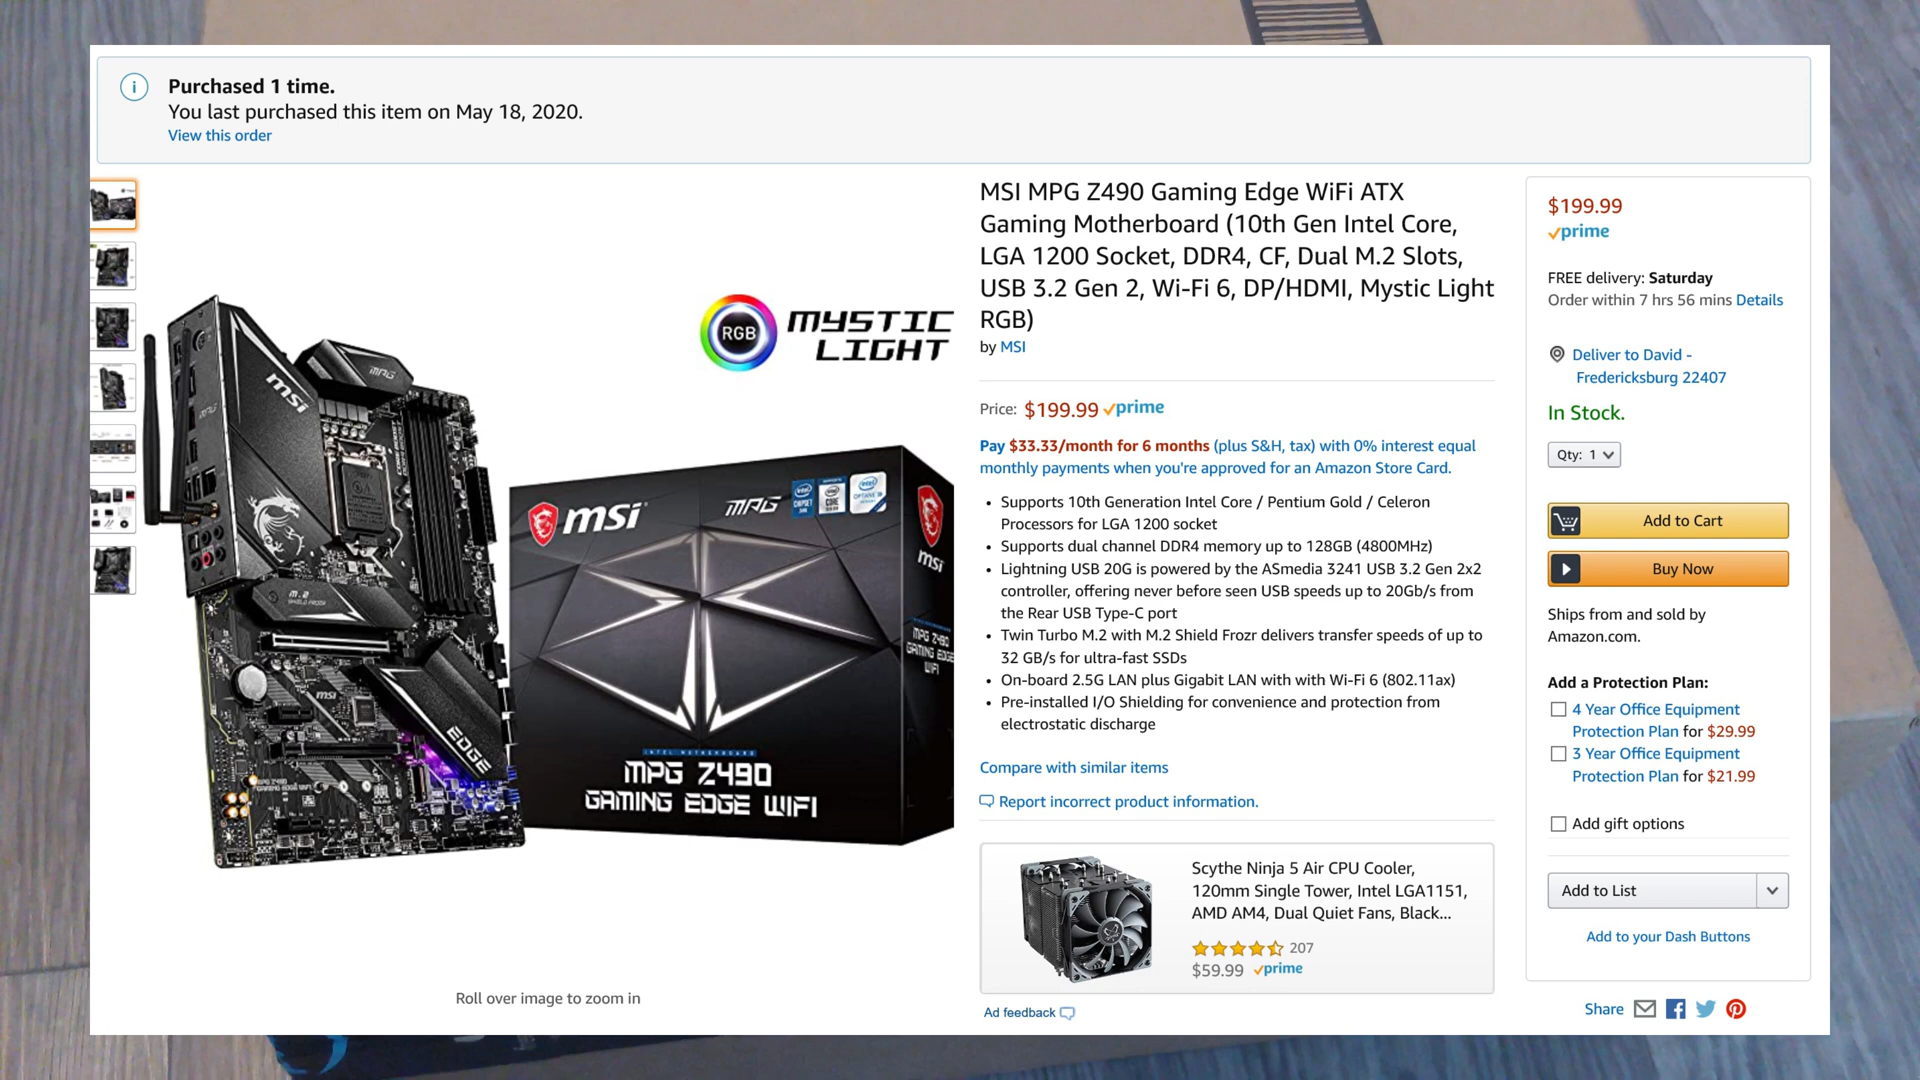 Purchased 1 time.
You last purchased this item on May 18, 2020.
View this order
RGB
MYSTIC
LIGHT
msi
MPG
M.2
SHIELD FROZR
msi
EDGE
msi
MPG
msi
INTEL MOTHERBOARD
MPG Z490
GAMING EDGE WIFI
MPG Z490
GAMING EDGE
WIFI
Roll over image to zoom in
MSI MPG Z490 Gaming Edge WiFi ATX
Gaming Motherboard (10th Gen Intel Core,
LGA 1200 Socket, DDR4, CF, Dual M.2 Slots,
USB 3.2 Gen 2, Wi-Fi 6, DP/HDMI, Mystic Light
RGB)
by MSI
Price: $199.99 prime
Pay $33.33/month for 6 months (plus S&H, tax) with 0% interest equal
monthly payments when you're approved for an Amazon Store Card.
• Supports 10th Generation Intel Core / Pentium Gold / Celeron
Processors for LGA 1200 socket
• Supports dual channel DDR4 memory up to 128GB (4800MHz)
• Lightning USB 20G is powered by the ASmedia 3241 USB 3.2 Gen 2x2
controller, offering never before seen USB speeds up to 20Gb/s from
the Rear USB Type-C port
• Twin Turbo M.2 with M.2 Shield Frozr delivers transfer speeds of up to
32 GB/s for ultra-fast SSDs
• On-board 2.5G LAN plus Gigabit LAN with with Wi-Fi 6 (802.11ax)
• Pre-installed I/O Shielding for convenience and protection from
electrostatic discharge
Compare with similar items
Report incorrect product information.
Scythe Ninja 5 Air CPU Cooler,
120mm Single Tower, Intel LGA1151,
AMD AM4, Dual Quiet Fans, Black...
207
$59.99 prime
Ad feedback
$199.99
prime
FREE delivery: Saturday
Order within 7 hrs 56 mins Details
Deliver to David -
Fredericksburg 22407
In Stock.
Qty: 1
Add to Cart
Buy Now
Ships from and sold by
Amazon.com.
Add a Protection Plan:
4 Year Office Equipment
Protection Plan for $29.99
3 Year Office Equipment
Protection Plan for $21.99
Add gift options
Add to List
Add to your Dash Buttons
Share